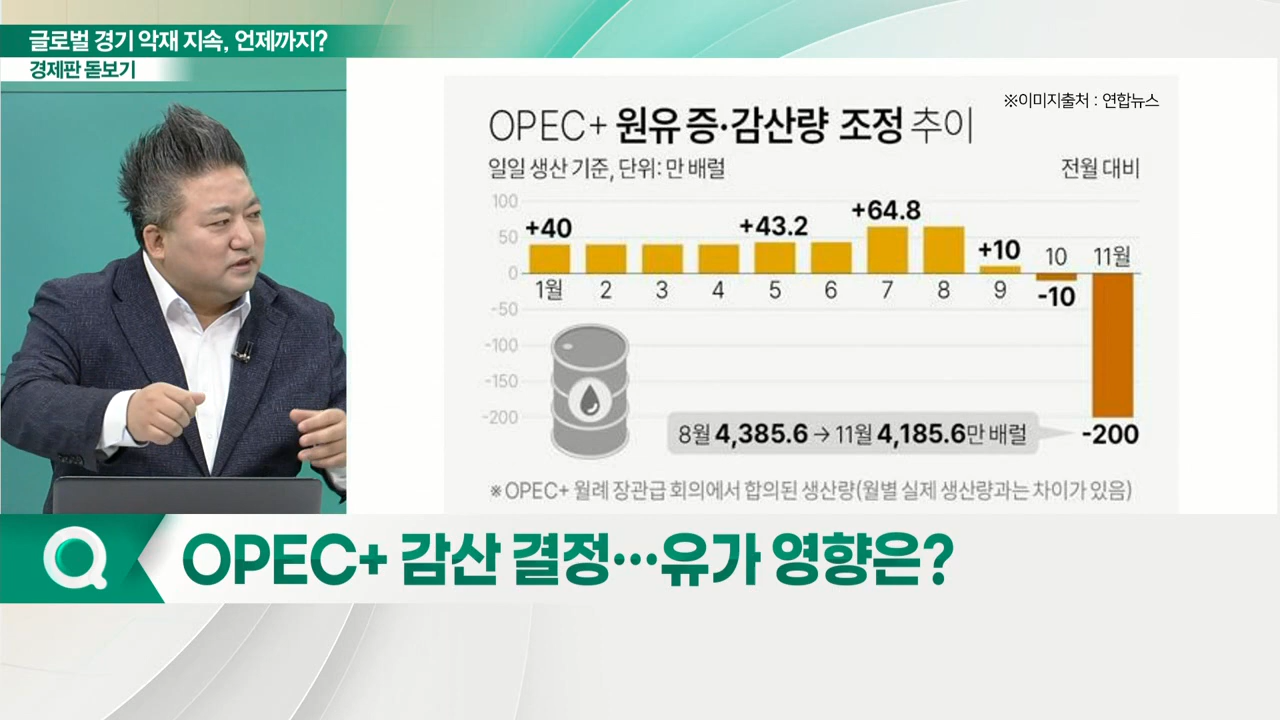 글로벌 경기 악재 지속, 언제까지?
경제판 돋보기
※이미지출처 : 연합뉴스
OPEC+ 원유 증·감산량 조정 추이
일일 생산 기준, 단위: 만 배럴
전월 대비
100
50
0
-50
-100
-150
-200
+40
+43.2
+64.8
+10
-10
-200
1월 2 3 4 5 6 7 8 9 10 11월
8월 4,385.6 → 11월 4,185.6만 배럴
※OPEC+ 월례 장관급 회의에서 합의된 생산량(월별 실제 생산량과는 차이가 있음)
OPEC+ 감산 결정…유가 영향은?